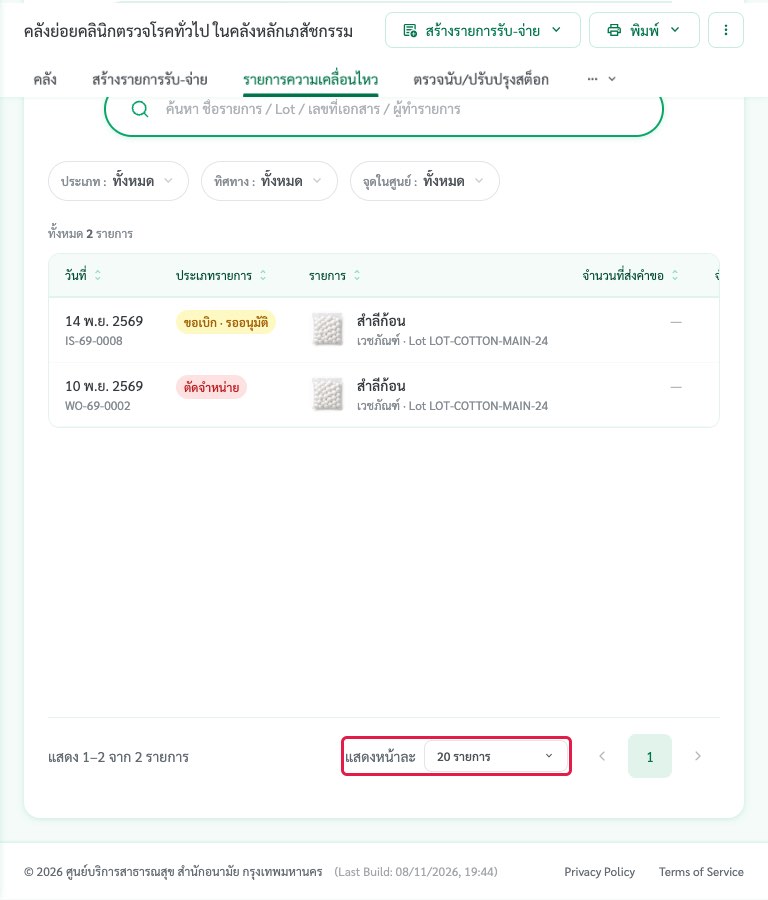 คลังย่อยคลินิกตรวจโรคทั่วไป ในคลังหลักเภสัชกรรม
สร้างรายการรับ-จ่าย
พิมพ์
คลัง
สร้างรายการรับ-จ่าย
รายการความเคลื่อนไหว
ตรวจนับ/ปรับปรุงสต็อก
ค้นหา ชื่อรายการ / Lot / เลขที่เอกสาร / ผู้ทำรายการ
ประเภท : ทั้งหมด
ทิศทาง : ทั้งหมด
จุดในศูนย์ : ทั้งหมด
ทั้งหมด 2 รายการ
วันที่ ประเภทรายการ รายการ จำนวนที่ส่งคำขอ
14 พ.ย. 2569 ขอเบิก · รออนุมัติ สำลีก้อน —
IS-69-0008 เวชภัณฑ์ · Lot LOT-COTTON-MAIN-24
10 พ.ย. 2569 ตัดจำหน่าย สำลีก้อน —
WO-69-0002 เวชภัณฑ์ · Lot LOT-COTTON-MAIN-24
แสดง 1–2 จาก 2 รายการ
แสดงหน้าละ 20 รายการ
1
© 2026 ศูนย์บริการสาธารณสุข สำนักอนามัย กรุงเทพมหานคร (Last Build: 08/11/2026, 19:44)
Privacy Policy Terms of Service